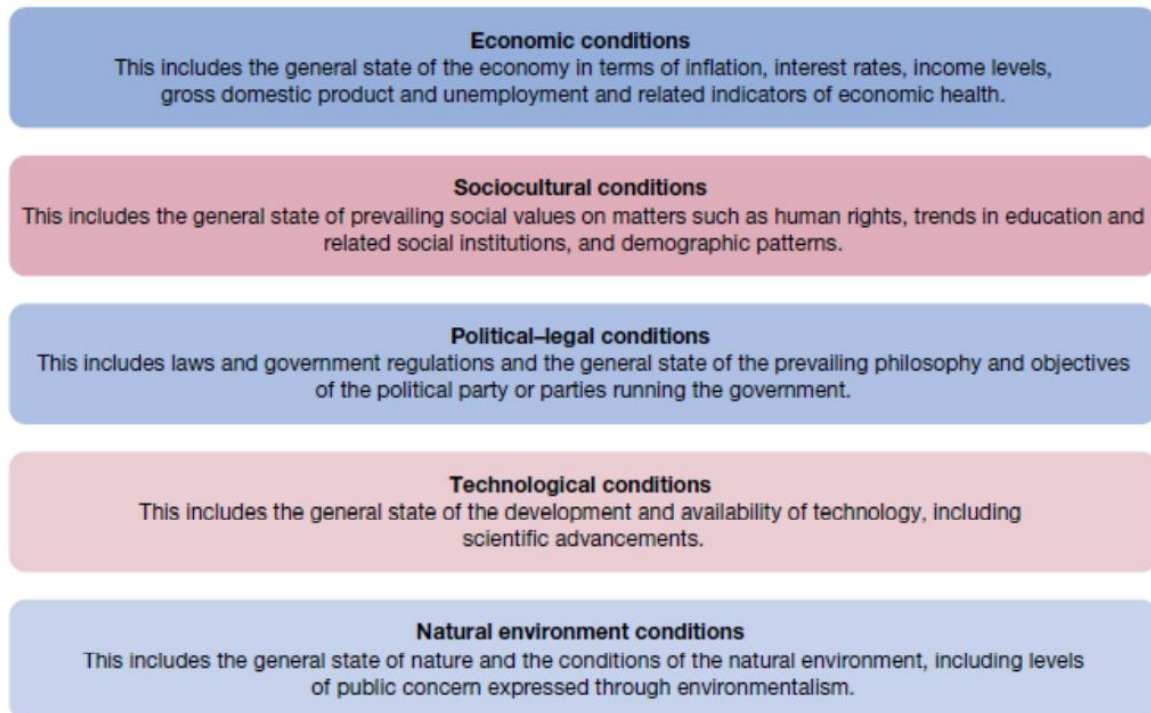 Economic conditions
This includes the general state of the economy in terms of inflation, interest rates, income levels,
gross domestic product and unemployment and related indicators of economic health.
Sociocultural conditions
This includes the general state of prevailing social values on matters such as human rights, trends in education and
related social institutions, and demographic patterns.
Political–legal conditions
This includes laws and government regulations and the general state of the prevailing philosophy and objectives
of the political party or parties running the government.
Technological conditions
This includes the general state of the development and availability of technology, including
scientific advancements.
Natural environment conditions
This includes the general state of nature and the conditions of the natural environment, including levels
of public concern expressed through environmentalism.